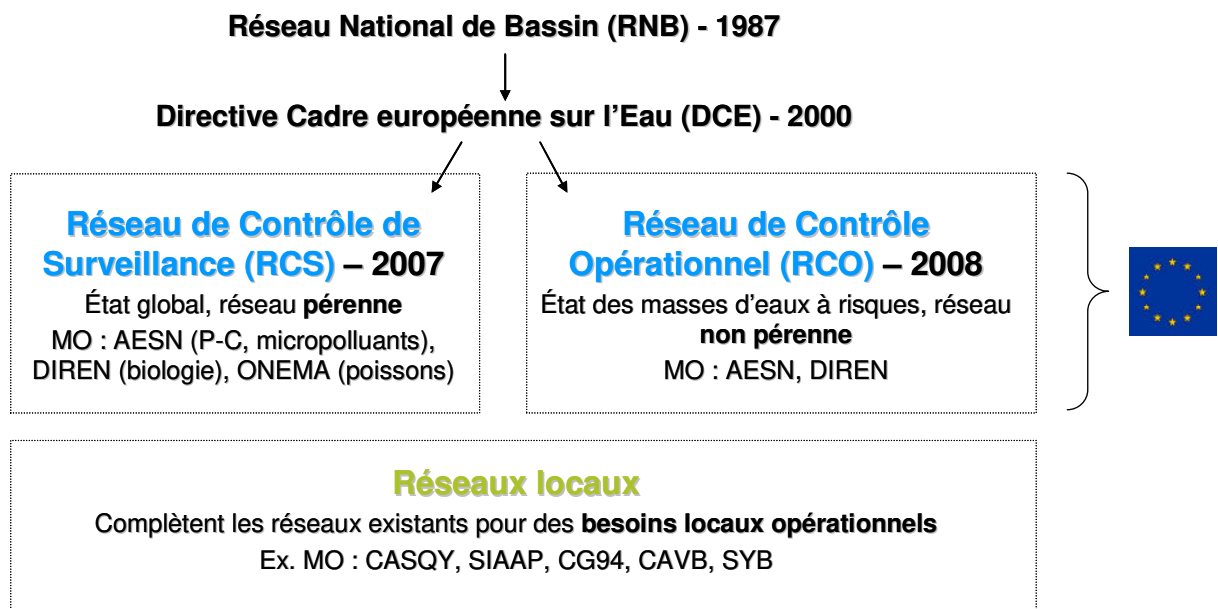 Réseau National de Bassin (RNB) - 1987
Directive Cadre européenne sur l'Eau (DCE) - 2000
Réseau de Contrôle de
Surveillance (RCS) – 2007
État global, réseau pérenne
MO : AESN (P-C, micropolluants),
DIREN (biologie), ONEMA (poissons)
Réseau de Contrôle
Opérationnel (RCO) – 2008
État des masses d'eaux à risques, réseau
non pérenne
MO : AESN, DIREN
Réseaux locaux
Complètent les réseaux existants pour des besoins locaux opérationnels
Ex. MO : CASQY, SIAAP, CG94, CAVB, SYB